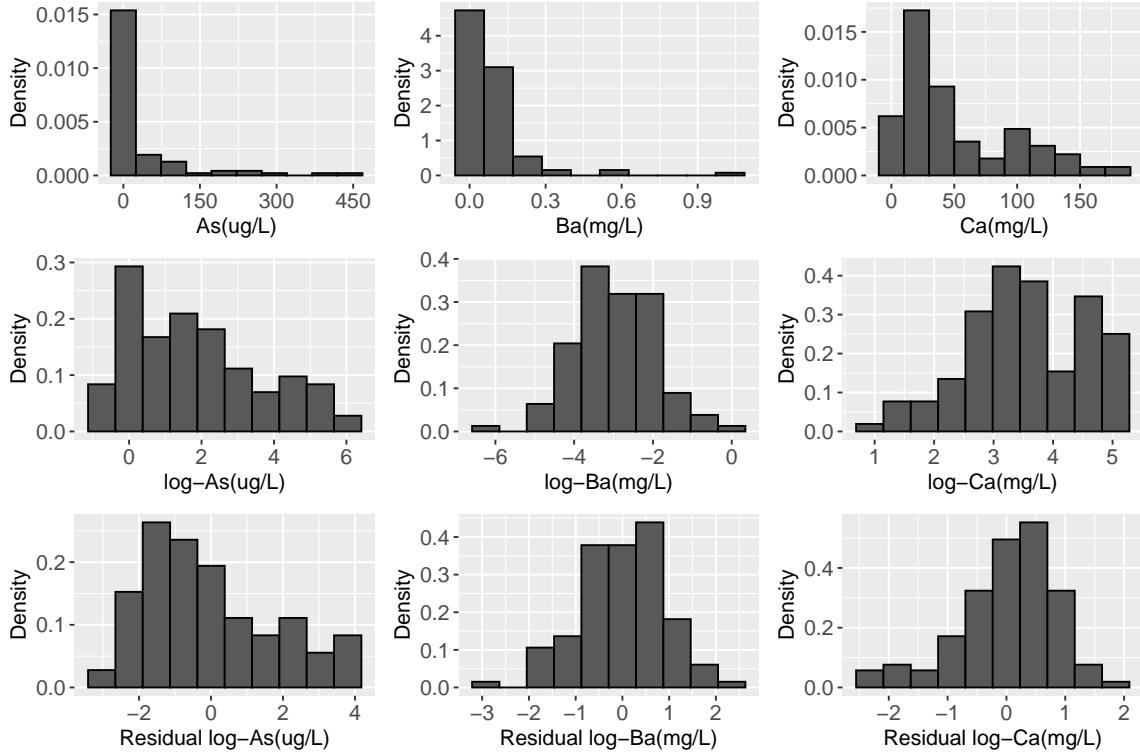 Density
0.015
0.010
0.005
0.000
0 150 300 450
As(ug/L)
Density
4
3
2
1
0
0.0 0.3 0.6 0.9
Ba(mg/L)
Density
0.015
0.010
0.005
0.000
0 50 100 150
Ca(mg/L)
Density
0.3
0.2
0.1
0.0
0 2 4 6
log−As(ug/L)
Density
0.4
0.3
0.2
0.1
0.0
−6 −4 −2 0
log−Ba(mg/L)
Density
0.4
0.3
0.2
0.1
0.0
1 2 3 4 5
log−Ca(mg/L)
Density
0.2
0.1
0.0
−2 0 2 4
Residual log−As(ug/L)
Density
0.4
0.3
0.2
0.1
0.0
−3 −2 −1 0 1 2
Residual log−Ba(mg/L)
Density
0.4
0.2
0.0
−2 −1 0 1 2
Residual log−Ca(mg/L)